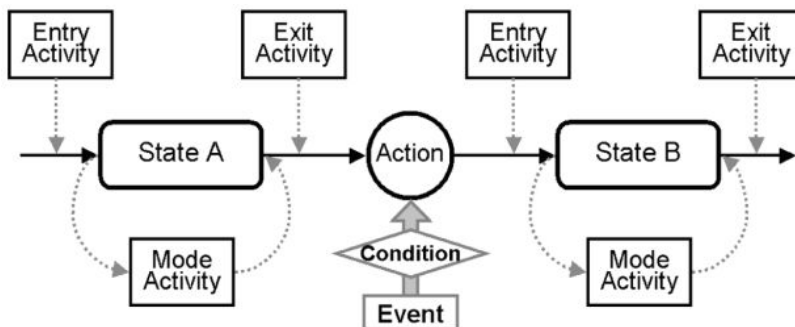 Entry
Activity
Exit
Activity
Entry
Activity
Exit
Activity
State A
Action
State B
Mode
Activity
Condition
Mode
Activity
Event